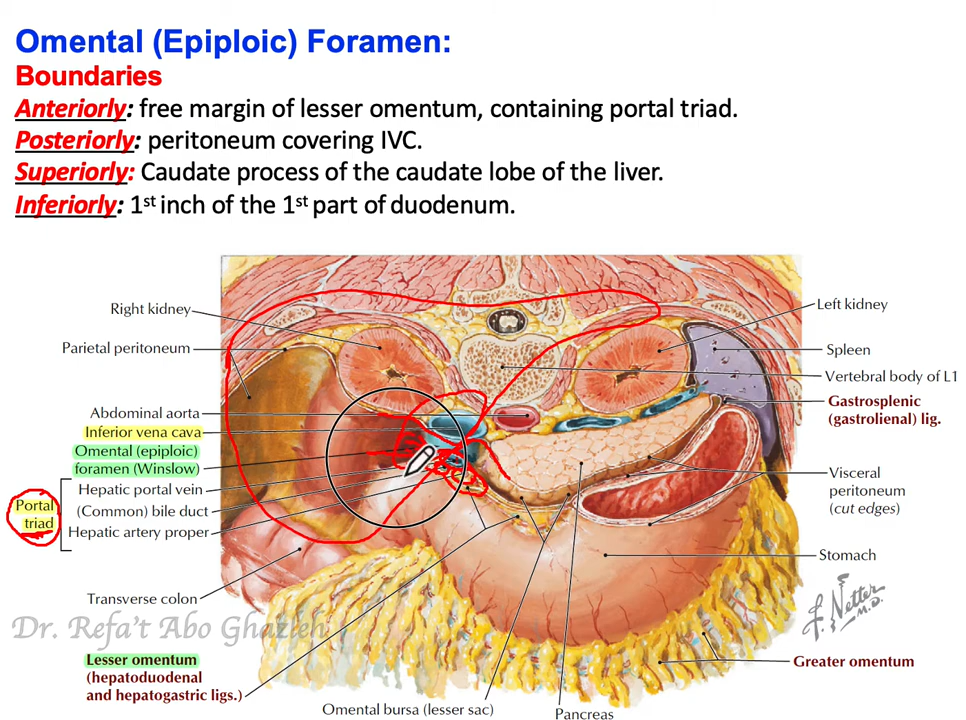 Omental (Epiploic) Foramen:
Boundaries
Anteriorly: free margin of lesser omentum, containing portal triad.
Posteriorly: peritoneum covering IVC.
Superiorly: Caudate process of the caudate lobe of the liver.
Inferiorly: 1st inch of the 1st part of duodenum.
Right kidney
Parietal peritoneum
Abdominal aorta
Inferior vena cava
Omental (epiploic)
foramen (Winslow)
Hepatic portal vein
(Common) bile duct
Hepatic artery proper
Portal
triad
Transverse colon
Dr. Refa't Abo Ghazleh
Lesser omentum
(hepatoduodenal
and hepatogastric ligs.)
Omental bursa (lesser sac)
Pancreas
Left kidney
Spleen
Vertebral body of L1
Gastrosplenic
(gastrolienal) lig.
Visceral
peritoneum
(cut edges)
Stomach
F. Netter
M.D.
Greater omentum